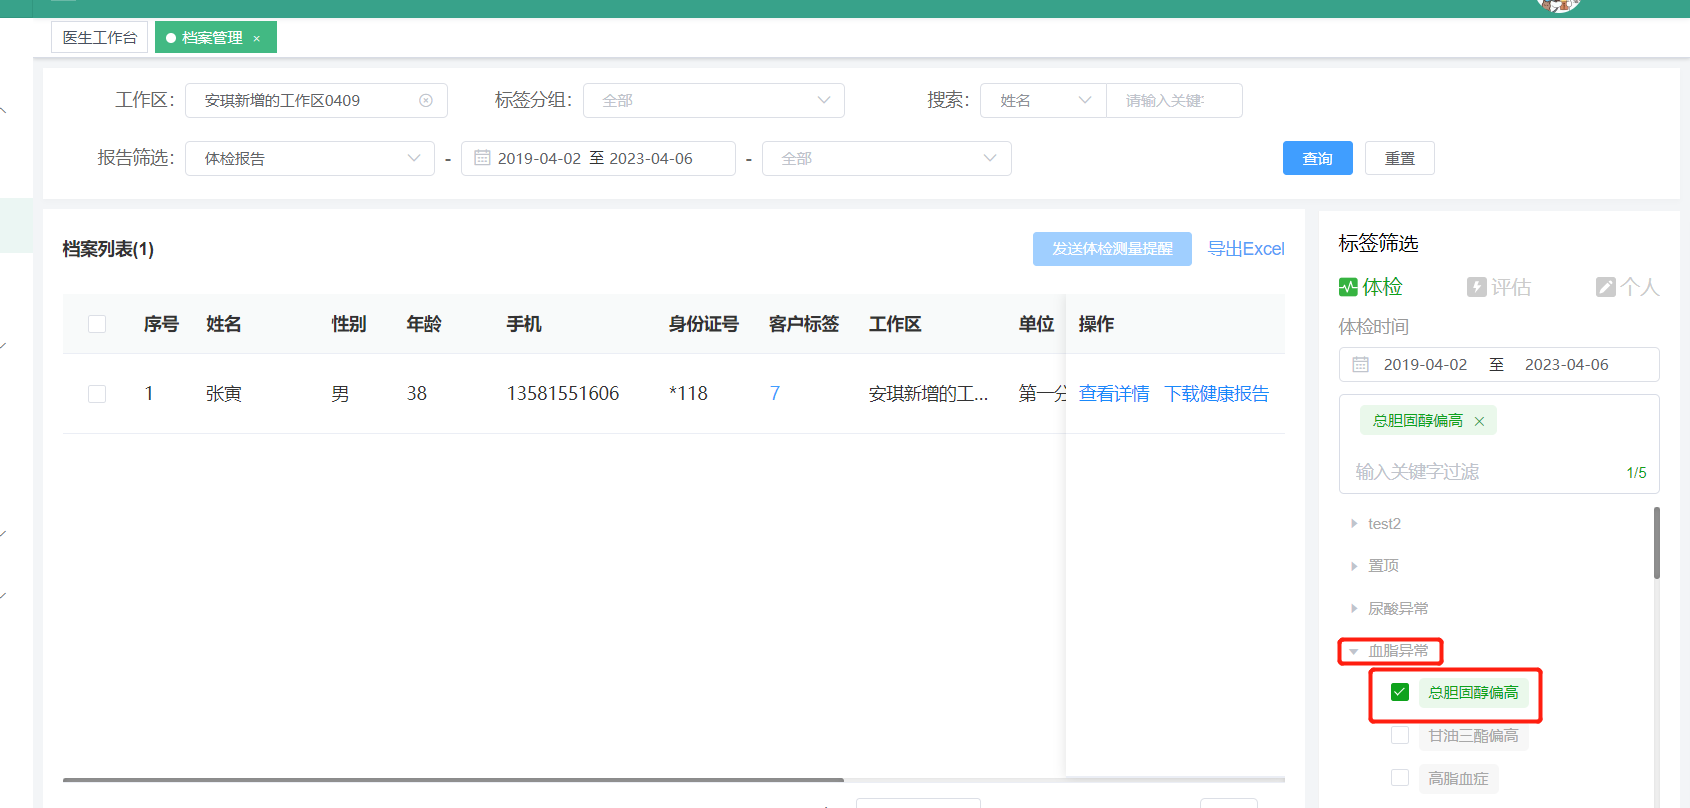 医生工作台 档案管理 ×
工作区： 安琪新增的工作区0409 标签分组： 全部 搜索： 姓名 请输入关键字
报告筛选： 体检报告 - 2019-04-02 至 2023-04-06 - 全部 查询 重置
档案列表(1) 发送体检测量提醒 导出Excel
序号 姓名 性别 年龄 手机 身份证号 客户标签 工作区 单位 操作
1 张寅 男 38 13581551606 *118 7 安琪新增的工... 第一分 查看详情 下载健康报告
标签筛选
体检 评估 个人
体检时间
2019-04-02 至 2023-04-06
总胆固醇偏高 ×
输入关键字过滤 1/5
test2
置顶
尿酸异常
血脂异常
总胆固醇偏高
甘油三酯偏高
高脂血症